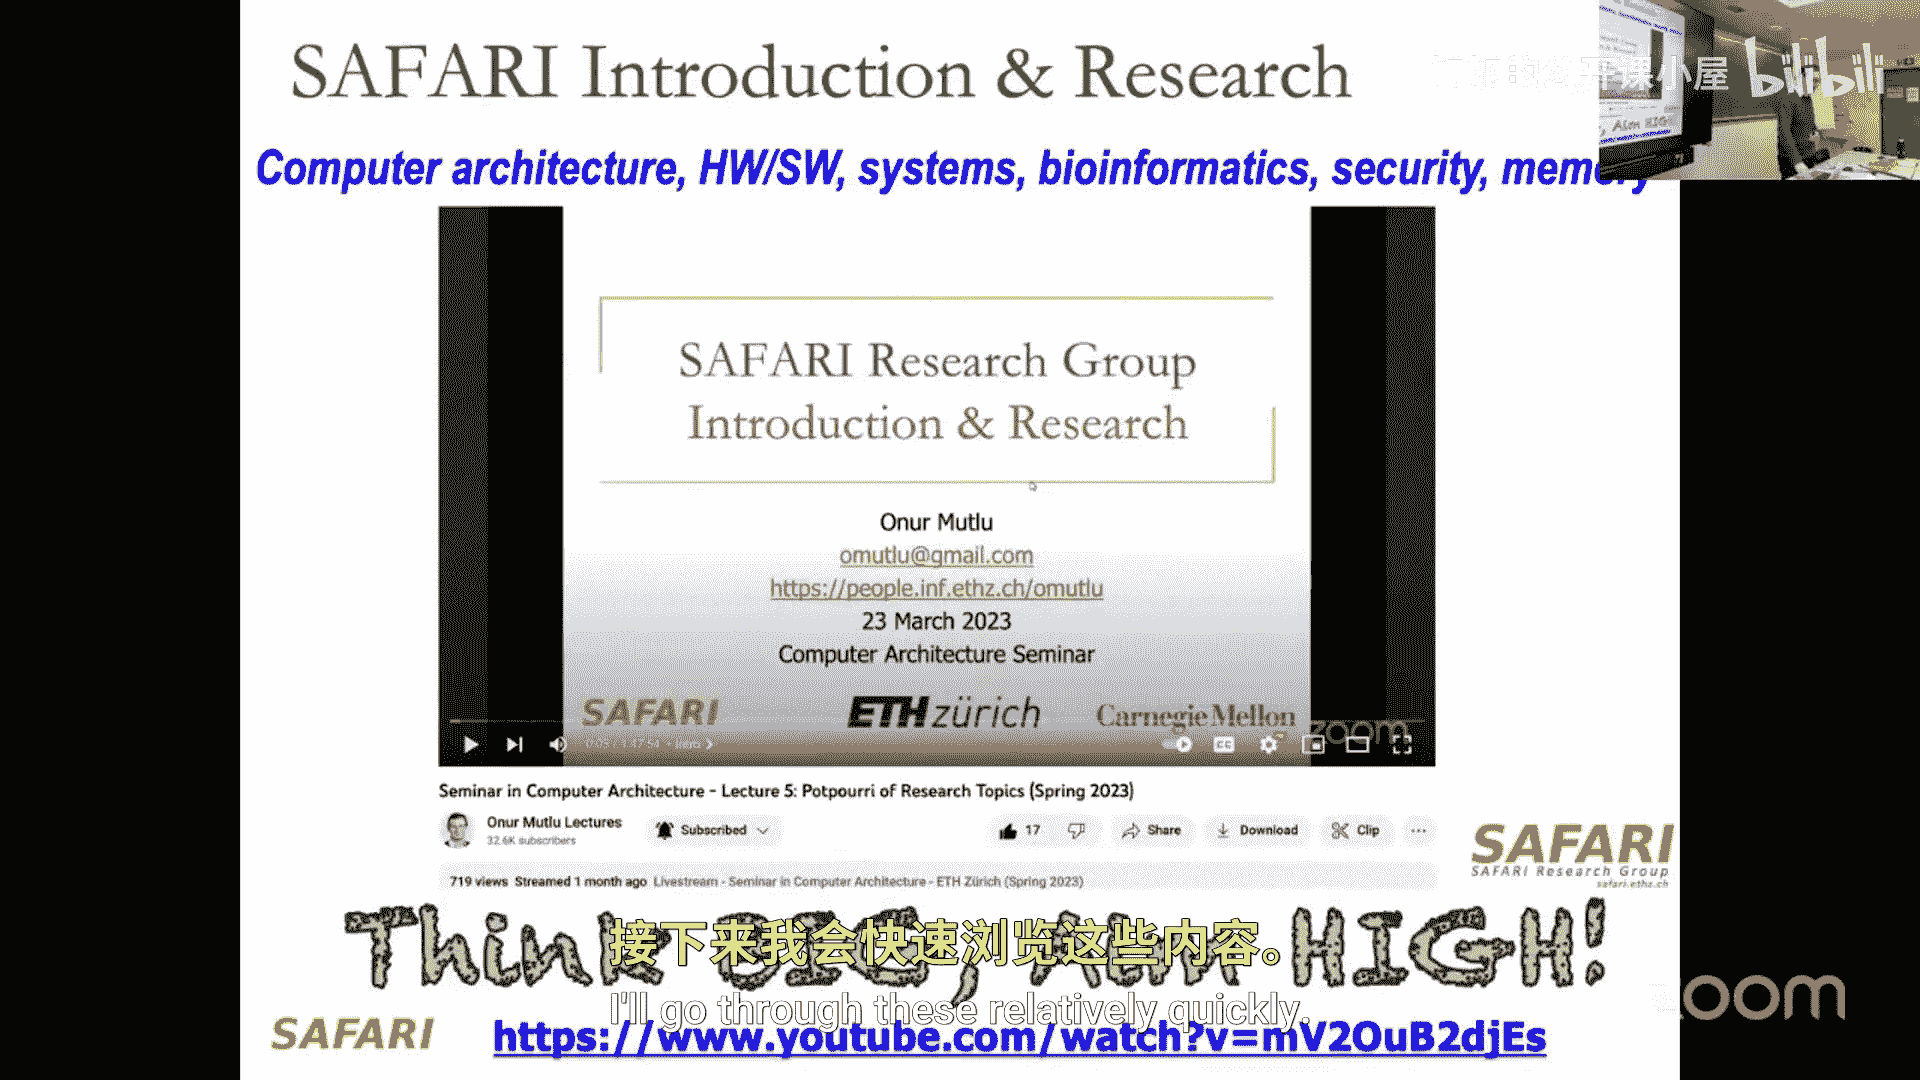 SAFARI Introduction & Research
小屋
bilibili
Computer architecture, HW/SW, systems, bioinformatics, security, memory
SAFARI Research Group
Introduction & Research
Onur Mutlu
omutlu@gmail.com
https://people.inf.ethz.ch/omutlu
23 March 2023
Computer Architecture Seminar
SAFARI
ETH zürich
Carnegie Mellon
zoom
Seminar in Computer Architecture - Lecture 5: Potpourri of Research Topics (Spring 2023)
Onur Mutlu Lectures
32.6K subscribers
Subscribed
17
Share
Download
Clip
719 views Streamed 1 month ago Livestream - Seminar in Computer Architecture - ETH Zürich (Spring 2023)
SAFARI
SAFARI Research Group
safari.ethz.ch
Think BIG, Aim HIGH!
接下来我会快速浏览这些内容。
I'll go through these relatively quickly.
SAFARI
https://www.youtube.com/watch?v=mV2OuB2djEs
zoom